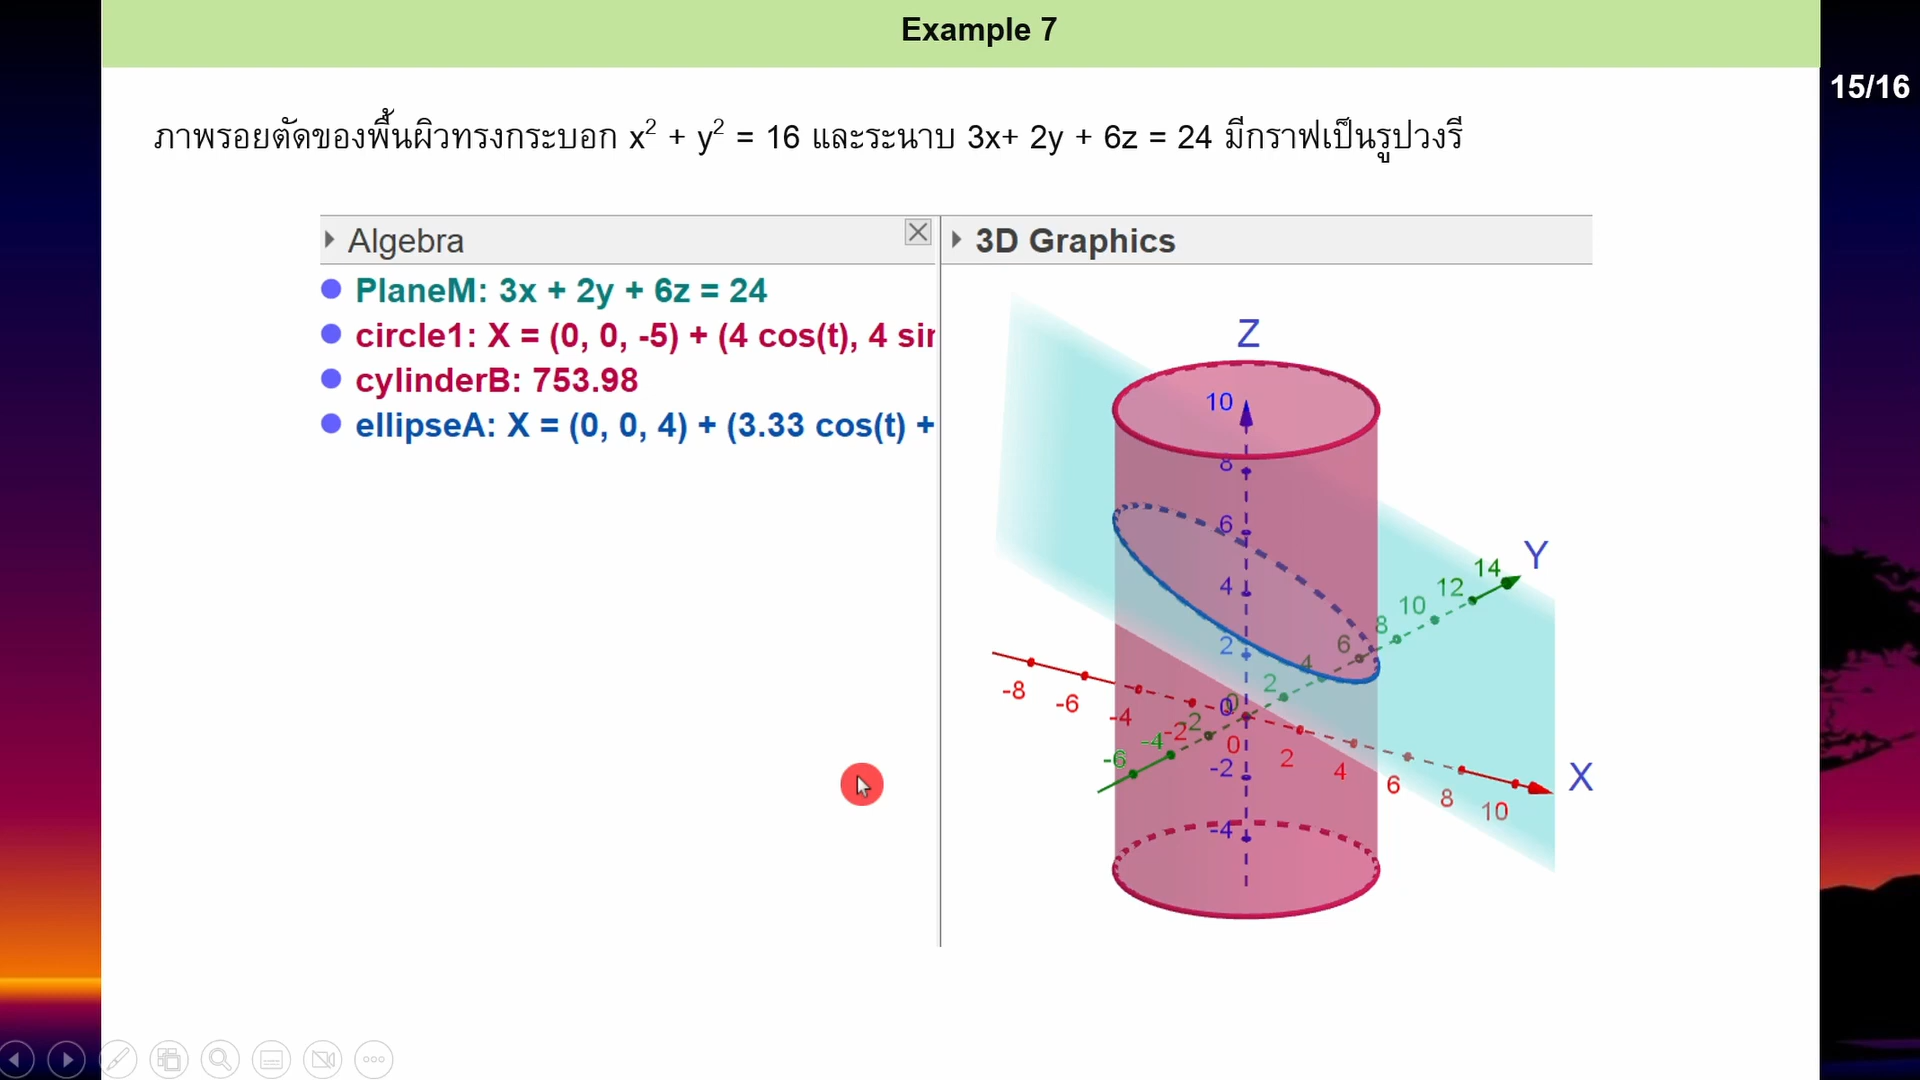 Example 7
15/16
ภาพรอยตัดของพื้นผิวทรงกระบอก x² + y² = 16 และระนาบ 3x+ 2y + 6z = 24 มีกราฟเป็นรูปวงรี
Algebra
3D Graphics
PlaneM: 3x + 2y + 6z = 24
circle1: X = (0, 0, -5) + (4 cos(t), 4 sin
cylinderB: 753.98
ellipseA: X = (0, 0, 4) + (3.33 cos(t) +
Z
10
8
6
4
2
0
-2
-4
Y
14
12
10
8
6
4
2
0
-2
-4
-6
-8
-6
-4
-2
0
2
4
6
8
10
X